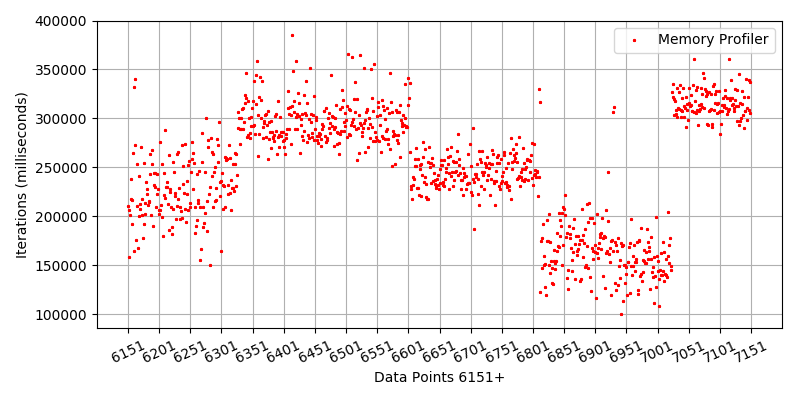 400000
350000
300000
250000
200000
150000
100000
Iterations (milliseconds)
Memory Profiler
6151 6201 6251 6301 6351 6401 6451 6501 6551 6601 6651 6701 6751 6801 6851 6901 6951 7001 7051 7101 7151
Data Points 6151+